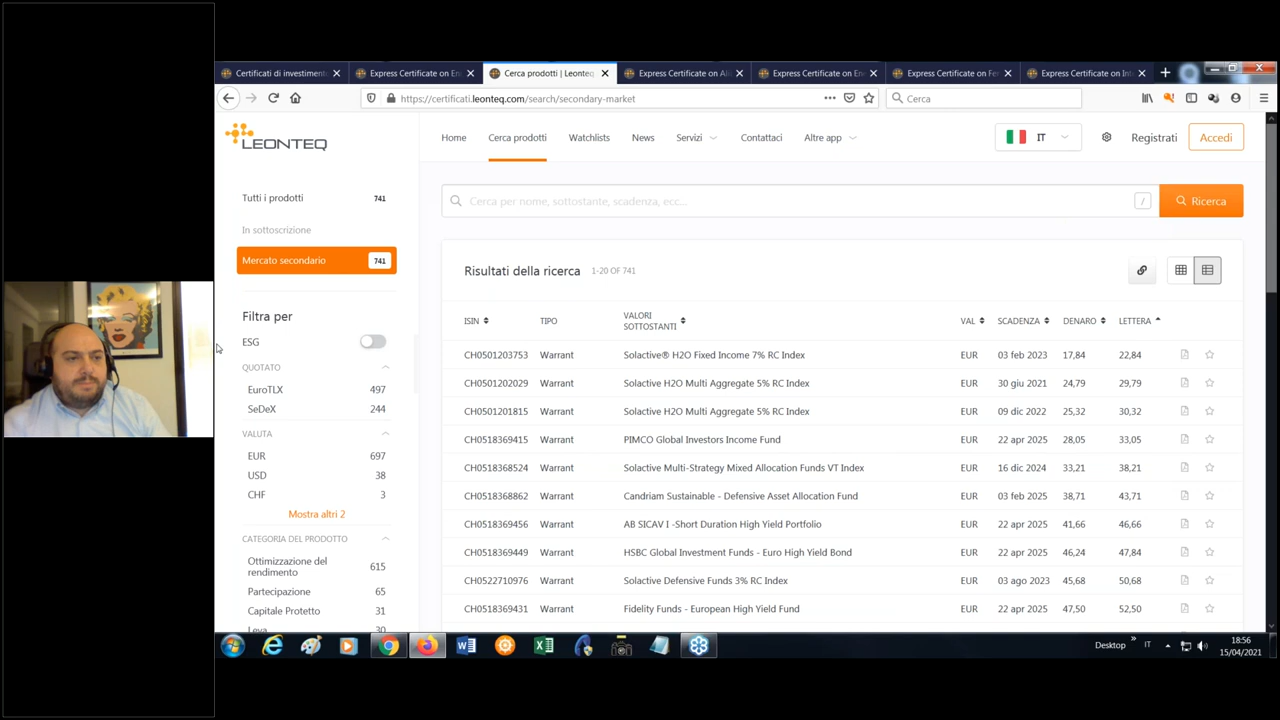 Certificati di investiment
Express Certificate on En
Cerca prodotti | Leonteq
Express Certificate on Al
Express Certificate on En
Express Certificate on Fe
Express Certificate on Int
https://certificati.leonteq.com/search/secondary-market
Cerca
LEONTEQ
Home
Cerca prodotti
Watchlists
News
Servizi
Contattaci
Altre app
IT
Registrati
Accedi
Tutti i prodotti 741
In sottoscrizione
Mercato secondario 741
Cerca per nome, sottostante, scadenza, ecc...
/
Ricerca
Filtra per
ESG
QUOTATO
EuroTLX 497
SeDeX 244
VALUTA
EUR 697
USD 38
CHF 3
Mostra altri 2
CATEGORIA DEL PRODOTTO
Ottimizzazione del
rendimento 615
Partecipazione 65
Capitale Protetto 31
Leva 30
Risultati della ricerca 1-20 OF 741
ISIN TIPO VALORI SOTTOSTANTI VAL SCADENZA DENARO LETTERA
CH0501203753 Warrant Solactive® H2O Fixed Income 7% RC Index EUR 03 feb 2023 17,84 22,84
CH0501202029 Warrant Solactive H2O Multi Aggregate 5% RC Index EUR 30 giu 2021 24,79 29,79
CH0501201815 Warrant Solactive H2O Multi Aggregate 5% RC Index EUR 09 dic 2022 25,32 30,32
CH0518369415 Warrant PIMCO Global Investors Income Fund EUR 22 apr 2025 28,05 33,05
CH0518368524 Warrant Solactive Multi-Strategy Mixed Allocation Funds VT Index EUR 16 dic 2024 33,21 38,21
CH0518368862 Warrant Candriam Sustainable - Defensive Asset Allocation Fund EUR 03 feb 2025 38,71 43,71
CH0518369456 Warrant AB SICAV I -Short Duration High Yield Portfolio EUR 22 apr 2025 41,66 46,66
CH0518369449 Warrant HSBC Global Investment Funds - Euro High Yield Bond EUR 22 apr 2025 46,24 47,84
CH0522710976 Warrant Solactive Defensive Funds 3% RC Index EUR 03 ago 2023 45,68 50,68
CH0518369431 Warrant Fidelity Funds - European High Yield Fund EUR 22 apr 2025 47,50 52,50
Desktop
IT
18:56
15/04/2021